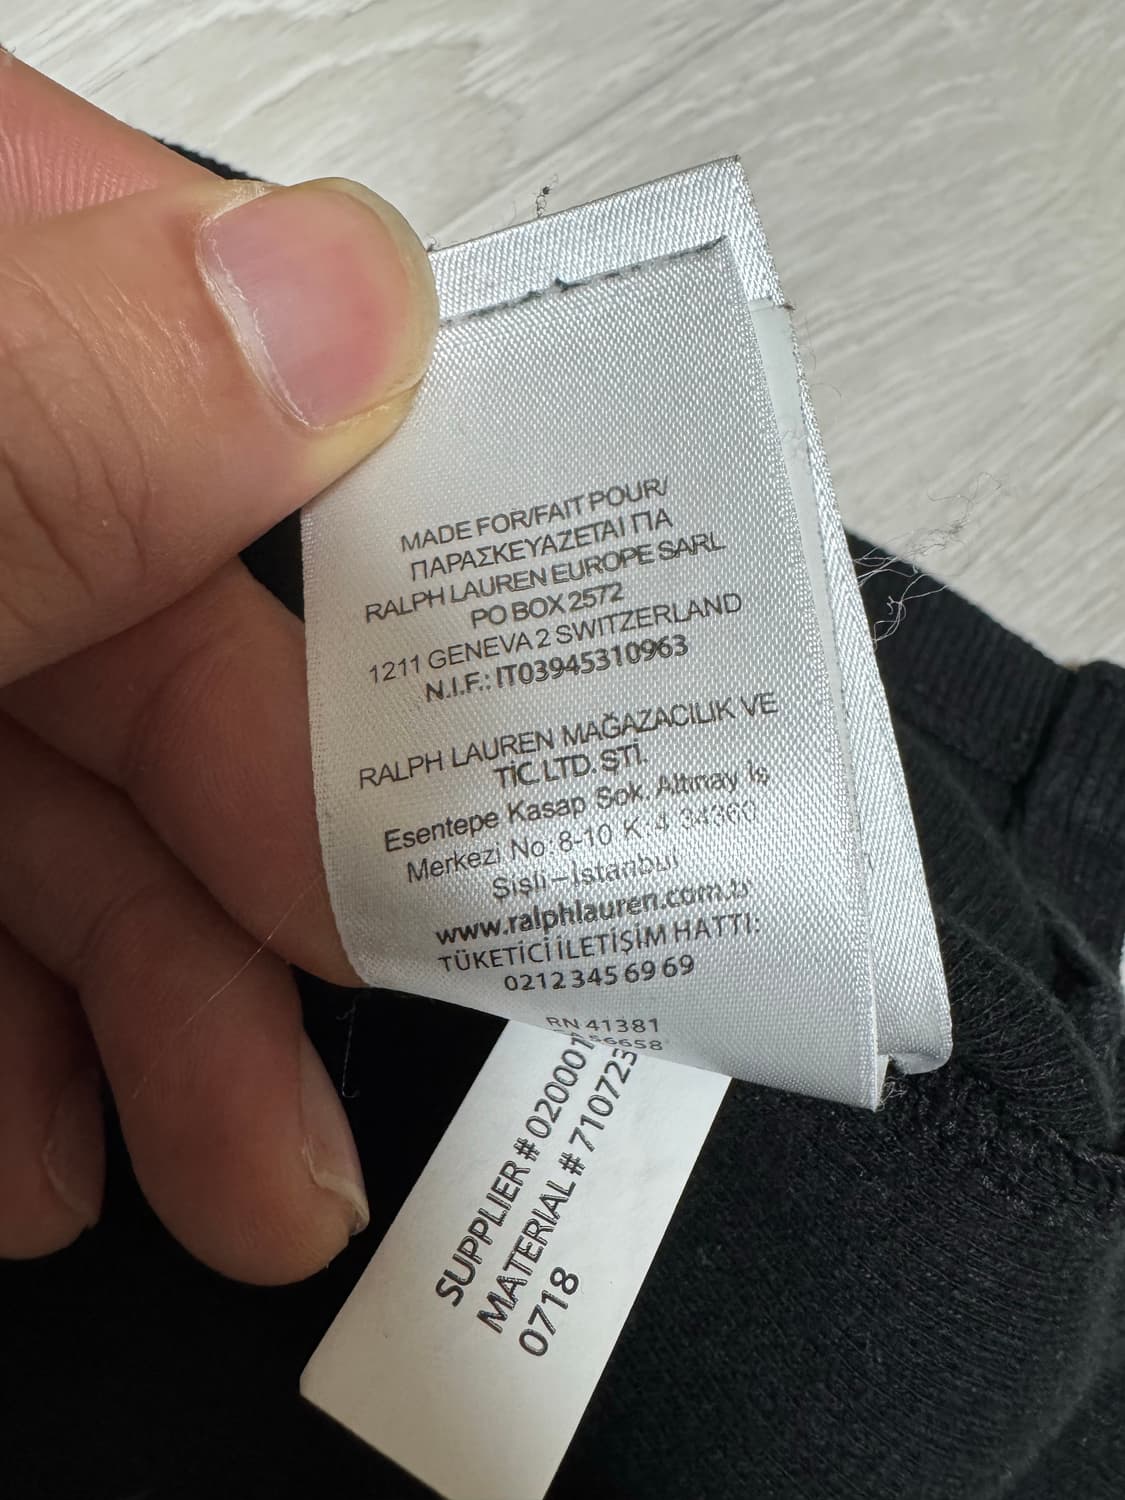 MADE FOR/FAIT POUR/
ΠΑΡΑΣΚΕΥΑΖΕΤΑΙ ΓΙΑ
RALPH LAUREN EUROPE SARL
PO BOX 2572
1211 GENEVA 2 SWITZERLAND
N.I.F.: IT03945310963
RALPH LAUREN MAĞAZACILIK VE
TİC. LTD. ŞTİ.
Esentepe Kasap Sok. Altınay İş
Merkezi No: 8-10 K: 4 34360
Şişli-İstanbul
www.ralphlauren.com.tr
TÜKETİCİ İLETİŞİM HATTI:
0212 345 69 69
RN 41381
56658
SUPPLIER # 020001
MATERIAL # 710723
0718